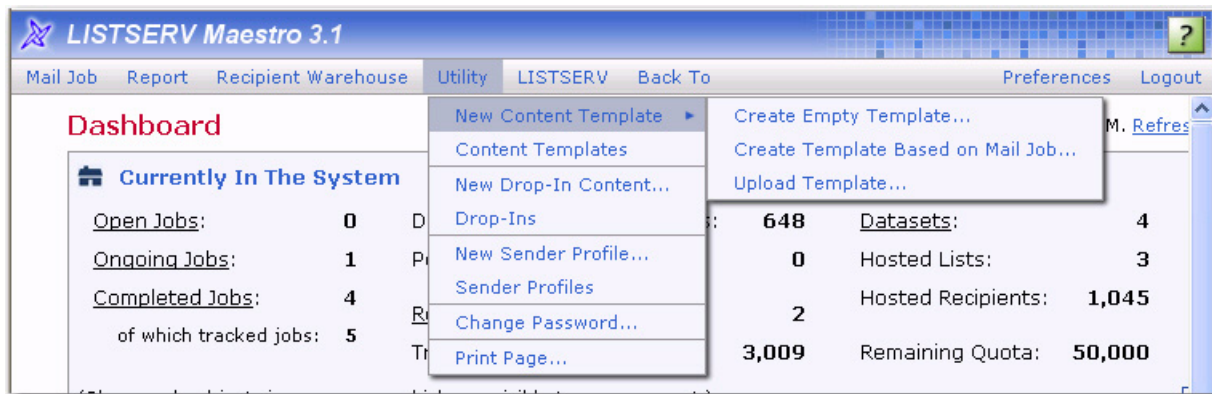 LISTSERV Maestro 3.1
?
Mail Job Report Recipient Warehouse Utility LISTSERV Back To Preferences Logout
New Content Template
Create Empty Template...
Create Template Based on Mail Job...
Upload Template...
Content Templates
New Drop-In Content...
Drop-Ins
New Sender Profile...
Sender Profiles
Change Password...
Print Page...
Dashboard
M. Refres
Currently In The System
Open Jobs: 0
Ongoing Jobs: 1
Completed Jobs: 4
of which tracked jobs: 5
648
0
2
3,009
Datasets: 4
Hosted Lists: 3
Hosted Recipients: 1,045
Remaining Quota: 50,000